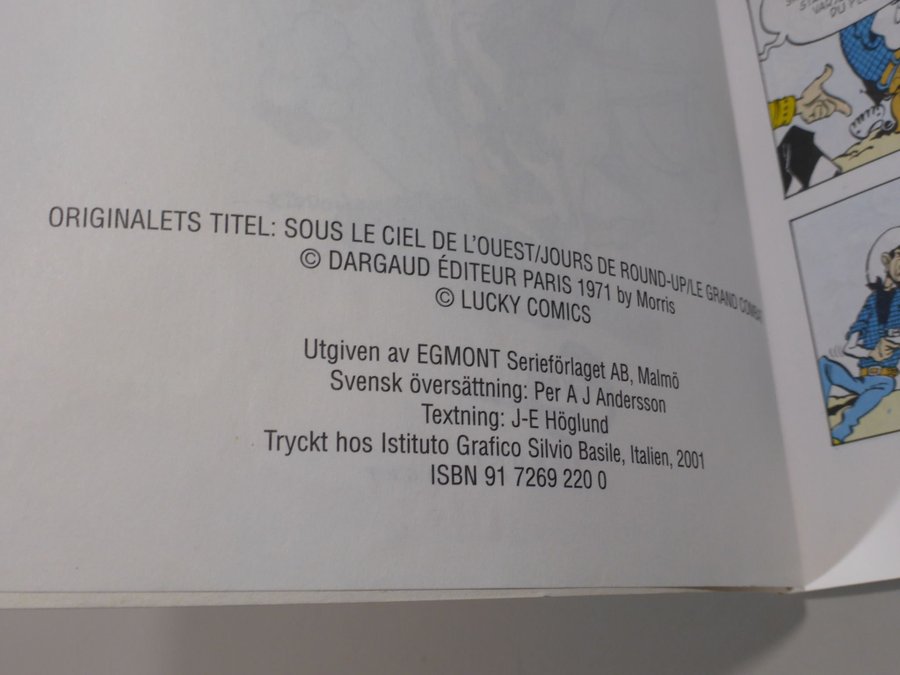 ORIGINALETS TITEL: SOUS LE CIEL DE L'OUEST/JOURS DE ROUND-UP/LE GRAND COMBAT
© DARGAUD ÉDITEUR PARIS 1971 by Morris
© LUCKY COMICS
Utgiven av EGMONT Serieförlaget AB, Malmö
Svensk översättning: Per A J Andersson
Textning: J-E Höglund
Tryckt hos Istituto Grafico Silvio Basile, Italien, 2001
ISBN 91 7269 220 0